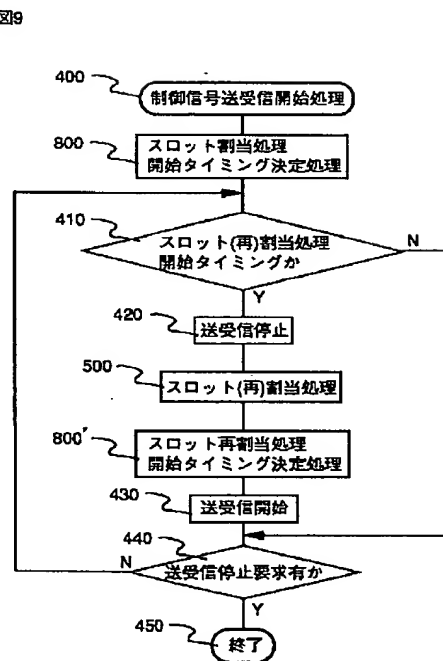 図9
400
制御信号送受信開始処理
800
スロット割当処理
開始タイミング決定処理
410
スロット(再)割当処理
開始タイミングか
N
Y
420
送受信停止
500
スロット(再)割当処理
800'
スロット再割当処理
開始タイミング決定処理
430
送受信開始
440
N
送受信停止要求有か
Y
450
終了